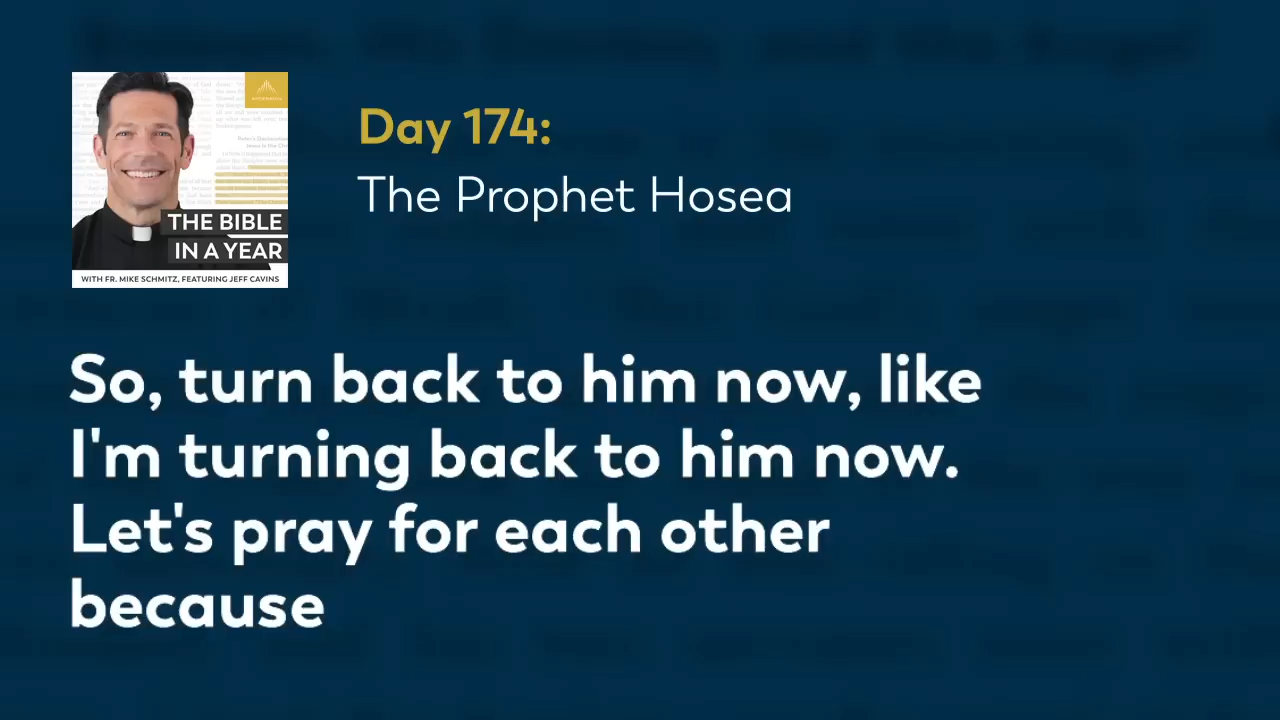 Day 174:
The Prophet Hosea
THE BIBLE
IN A YEAR
WITH FR. MIKE SCHMITZ, FEATURING JEFF CAVINS
So, turn back to him now, like
I'm turning back to him now.
Let's pray for each other
because